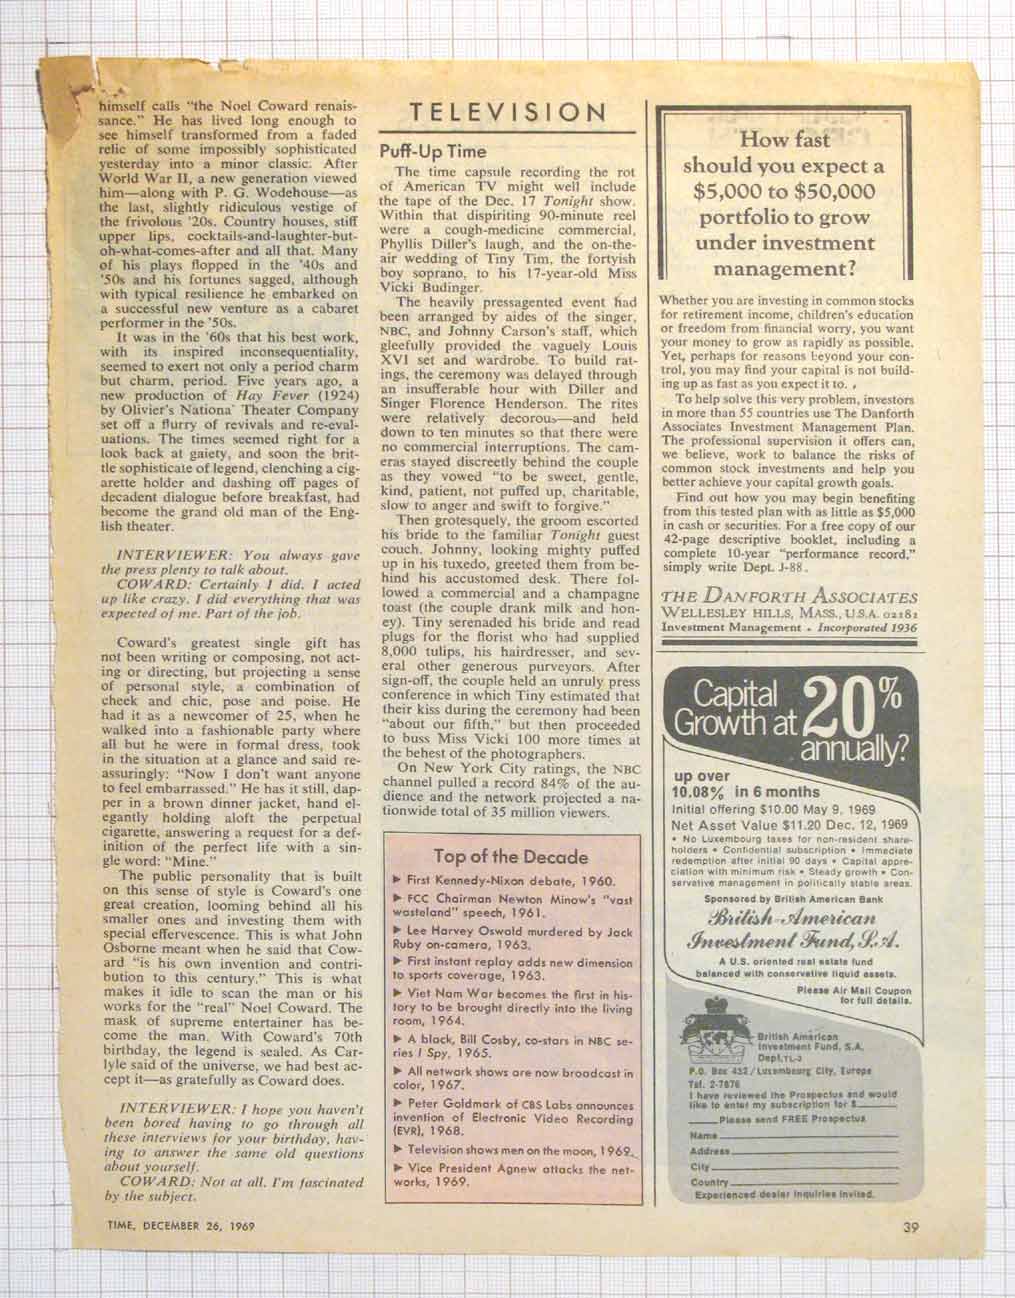 himself calls "the Noel Coward renais-
sance." He has lived long enough to
see himself transformed from a faded
relic of some impossibly sophisticated
yesterday into a minor classic. After
World War II, a new generation viewed
him—along with P. G. Wodehouse—as
the last, slightly ridiculous vestige of
the frivolous '20s. Country houses, stiff
upper lips, cocktails-and-laughter-but-
oh-what-comes-after and all that. Many
of his plays flopped in the '40s and
'50s and his fortunes sagged, although
with typical resilience he embarked on
a successful new venture as a cabaret
performer in the '50s.
It was in the '60s that his best work,
with its inspired inconsequentiality,
seemed to exert not only a period charm
but charm, period. Five years ago, a
new production of Hay Fever (1924)
by Olivier's Nationa' Theater Company
set off a flurry of revivals and re-eval-
uations. The times seemed right for a
look back at gaiety, and soon the brit-
tle sophisticate of legend, clenching a cig-
arette holder and dashing off pages of
decadent dialogue before breakfast, had
become the grand old man of the Eng-
lish theater.
INTERVIEWER: You always gave
the press plenty to talk about.
COWARD: Certainly I did. I acted
up like crazy. I did everything that was
expected of me. Part of the job.
Coward's greatest single gift has
not been writing or composing, not act-
ing or directing, but projecting a sense
of personal style, a combination of
cheek and chic, pose and poise. He
had it as a newcomer of 25, when he
walked into a fashionable party where
all but he were in formal dress, took
in the situation at a glance and said re-
assuringly: "Now I don't want anyone
to feel embarrassed." He has it still, dap-
per in a brown dinner jacket, hand el-
egantly holding aloft the perpetual
cigarette, answering a request for a def-
inition of the perfect life with a sin-
gle word: "Mine."
The public personality that is built
on this sense of style is Coward's one
great creation, looming behind all his
smaller ones and investing them with
special effervescence. This is what John
Osborne meant when he said that Cow-
ard "is his own invention and contri-
bution to this century." This is what
makes it idle to scan the man or his
works for the "real" Noel Coward. The
mask of supreme entertainer has be-
come the man. With Coward's 70th
birthday, the legend is sealed. As Car-
lyle said of the universe, we had best ac-
cept it—as gratefully as Coward does.
INTERVIEWER: I hope you haven't
been bored having to go through all
these interviews for your birthday, hav-
ing to answer the same old questions
about yourself.
COWARD: Not at all. I'm fascinated
by the subject.
TELEVISION
Puff-Up Time
The time capsule recording the rot
of American TV might well include
the tape of the Dec. 17 Tonight show.
Within that dispiriting 90-minute reel
were a cough-medicine commercial,
Phyllis Diller's laugh, and the on-the-
air wedding of Tiny Tim, the fortyish
boy soprano, to his 17-year-old Miss
Vicki Budinger.
The heavily pressagented event had
been arranged by aides of the singer,
NBC, and Johnny Carson's staff, which
gleefully provided the vaguely Louis
XVI set and wardrobe. To build rat-
ings, the ceremony was delayed through
an insufferable hour with Diller and
Singer Florence Henderson. The rites
were relatively decorous—and held
down to ten minutes so that there were
no commercial interruptions. The cam-
eras stayed discreetly behind the couple
as they vowed "to be sweet, gentle,
kind, patient, not puffed up, charitable,
slow to anger and swift to forgive."
Then grotesquely, the groom escorted
his bride to the familiar Tonight guest
couch. Johnny, looking mighty puffed
up in his tuxedo, greeted them from be-
hind his accustomed desk. There fol-
lowed a commercial and a champagne
toast (the couple drank milk and hon-
ey). Tiny serenaded his bride and read
plugs for the florist who had supplied
8,000 tulips, his hairdresser, and sev-
eral other generous purveyors. After
sign-off, the couple held an unruly press
conference in which Tiny estimated that
their kiss during the ceremony had been
"about our fifth," but then proceeded
to buss Miss Vicki 100 more times at
the behest of the photographers.
On New York City ratings, the NBC
channel pulled a record 84% of the au-
dience and the network projected a na-
tionwide total of 35 million viewers.
Top of the Decade
► First Kennedy-Nixon debate, 1960.
► FCC Chairman Newton Minow's "vast
wasteland" speech, 1961.
► Lee Harvey Oswald murdered by Jack
Ruby on-camera, 1963.
► First instant replay adds new dimension
to sports coverage, 1963.
► Viet Nam War becomes the first in his-
tory to be brought directly into the living
room, 1964.
► A black, Bill Cosby, co-stars in NBC se-
ries I Spy, 1965.
► All network shows are now broadcast in
color, 1967.
► Peter Goldmark of CBS Labs announces
invention of Electronic Video Recording
(EVR), 1968.
► Television shows men on the moon, 1969.
► Vice President Agnew attacks the net-
works, 1969.
How fast
should you expect a
$5,000 to $50,000
portfolio to grow
under investment
management?
Whether you are investing in common stocks
for retirement income, children's education
or freedom from financial worry, you want
your money to grow as rapidly as possible.
Yet, perhaps for reasons beyond your con-
trol, you may find your capital is not build-
ing up as fast as you expect it to.
To help solve this very problem, investors
in more than 55 countries use The Danforth
Associates Investment Management Plan.
The professional supervision it offers can,
we believe, work to balance the risks of
common stock investments and help you
better achieve your capital growth goals.
Find out how you may begin benefiting
from this tested plan with as little as $5,000
in cash or securities. For a free copy of our
42-page descriptive booklet, including a
complete 10-year "performance record,"
simply write Dept. J-88.
THE DANFORTH ASSOCIATES
WELLESLEY HILLS, MASS., U.S.A. 02181
Investment Management • Incorporated 1936
Capital
Growth at 20%
annually?
up over
10.08% in 6 months
Initial offering $10.00 May 9, 1969
Net Asset Value $11.20 Dec. 12, 1969
• No Luxembourg taxes for non-resident share-
holders • Confidential subscription • Immediate
redemption after initial 90 days • Capital appre-
ciation with minimum risk • Steady growth • Con-
servative management in politically stable areas.
Sponsored by British American Bank
British-American
Investment Fund, S.A.
A U.S. oriented real estate fund
balanced with conservative liquid assets.
Please Air Mail Coupon
for full details.
British American
Investment Fund, S.A.
Dept.TL-3
P.O. Box 432/Luxembourg City, Europe
Tel. 2-7876
I have reviewed the Prospectus and would
like to enter my subscription for $
Please send FREE Prospectus
Name
Address
City
Country
Experienced dealer inquiries invited.
TIME, DECEMBER 26, 1969
39